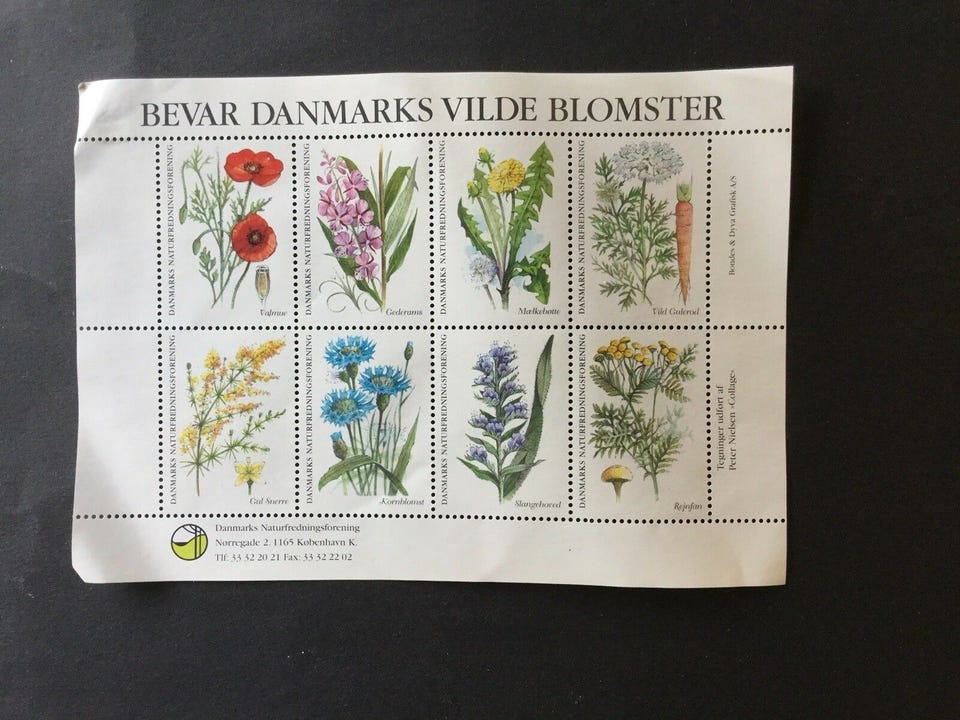 BEVAR DANMARKS VILDE BLOMSTER
DANMARKS NATURFREDNINGSFORENING
Valmue
DANMARKS NATURFREDNINGSFORENING
Gederams
DANMARKS NATURFREDNINGSFORENING
Mælkebøtte
DANMARKS NATURFREDNINGSFORENING
Vild Gulerod
Bondes & Dyva Grafisk A/S
DANMARKS NATURFREDNINGSFORENING
Gul Snerre
DANMARKS NATURFREDNINGSFORENING
Kornblomst
DANMARKS NATURFREDNINGSFORENING
Slangehoved
DANMARKS NATURFREDNINGSFORENING
Rejnfan
Tegninger udført af
Peter Nielsen »Collage«
Danmarks Naturfredningsforening
Nørregade 2. 1165 København K.
Tlf: 33 32 20 21 Fax: 33 32 22 02